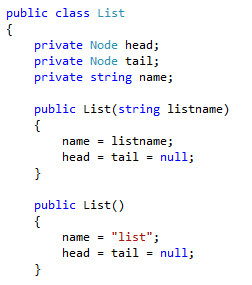 public class List
{
    private Node head;
    private Node tail;
    private string name;

    public List(string listname)
    {
        name = listname;
        head = tail = null;
    }

    public List()
    {
        name = "list";
        head = tail = null;
    }